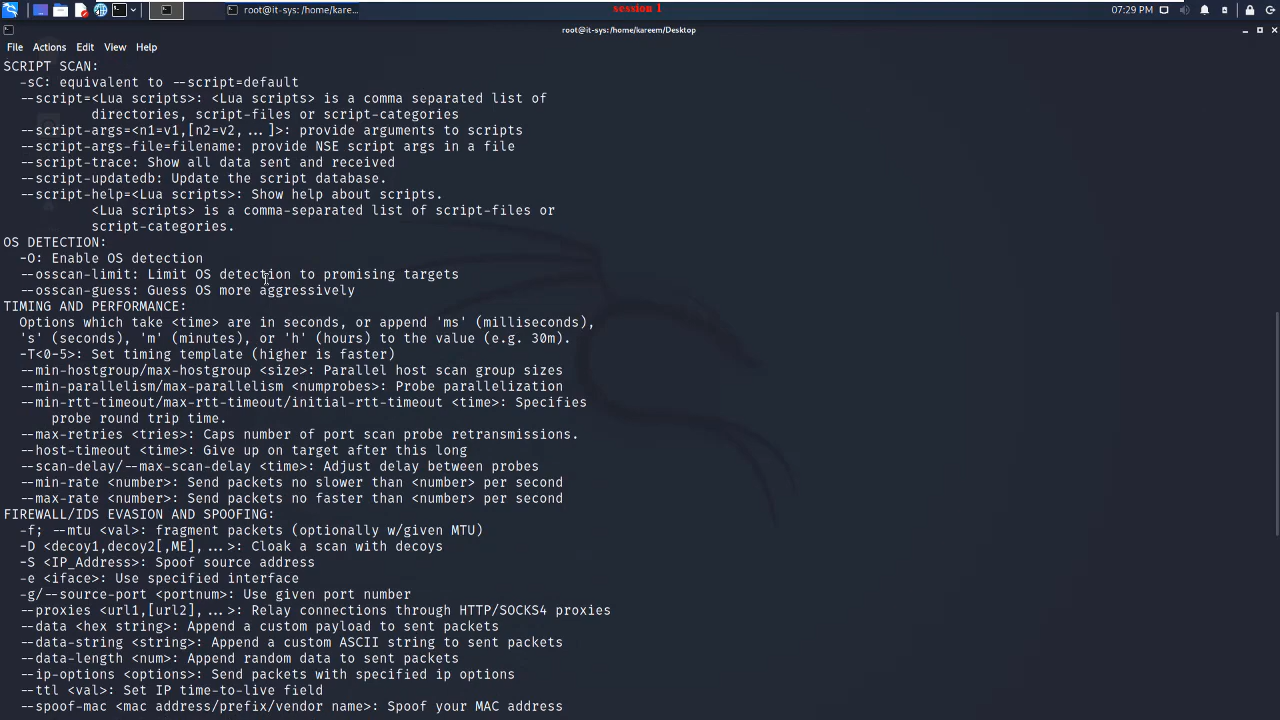 root@it-sys: /home/karee...
session 1
07:29 PM
root@it-sys: /home/kareem/Desktop
File Actions Edit View Help
SCRIPT SCAN:
-sC: equivalent to --script=default
--script=<Lua scripts>: <Lua scripts> is a comma separated list of
directories, script-files or script-categories
--script-args=<n1=v1,[n2=v2,...]>: provide arguments to scripts
--script-args-file=filename: provide NSE script args in a file
--script-trace: Show all data sent and received
--script-updatedb: Update the script database.
--script-help=<Lua scripts>: Show help about scripts.
<Lua scripts> is a comma-separated list of script-files or
script-categories.
OS DETECTION:
-O: Enable OS detection
--osscan-limit: Limit OS detection to promising targets
--osscan-guess: Guess OS more aggressively
TIMING AND PERFORMANCE:
Options which take <time> are in seconds, or append 'ms' (milliseconds),
's' (seconds), 'm' (minutes), or 'h' (hours) to the value (e.g. 30m).
-T<0-5>: Set timing template (higher is faster)
--min-hostgroup/max-hostgroup <size>: Parallel host scan group sizes
--min-parallelism/max-parallelism <numprobes>: Probe parallelization
--min-rtt-timeout/max-rtt-timeout/initial-rtt-timeout <time>: Specifies
probe round trip time.
--max-retries <tries>: Caps number of port scan probe retransmissions.
--host-timeout <time>: Give up on target after this long
--scan-delay/--max-scan-delay <time>: Adjust delay between probes
--min-rate <number>: Send packets no slower than <number> per second
--max-rate <number>: Send packets no faster than <number> per second
FIREWALL/IDS EVASION AND SPOOFING:
-f; --mtu <val>: fragment packets (optionally w/given MTU)
-D <decoy1,decoy2[,ME],...>: Cloak a scan with decoys
-S <IP_Address>: Spoof source address
-e <iface>: Use specified interface
-g/--source-port <portnum>: Use given port number
--proxies <url1,[url2],...>: Relay connections through HTTP/SOCKS4 proxies
--data <hex string>: Append a custom payload to sent packets
--data-string <string>: Append a custom ASCII string to sent packets
--data-length <num>: Append random data to sent packets
--ip-options <options>: Send packets with specified ip options
--ttl <val>: Set IP time-to-live field
--spoof-mac <mac address/prefix/vendor name>: Spoof your MAC address